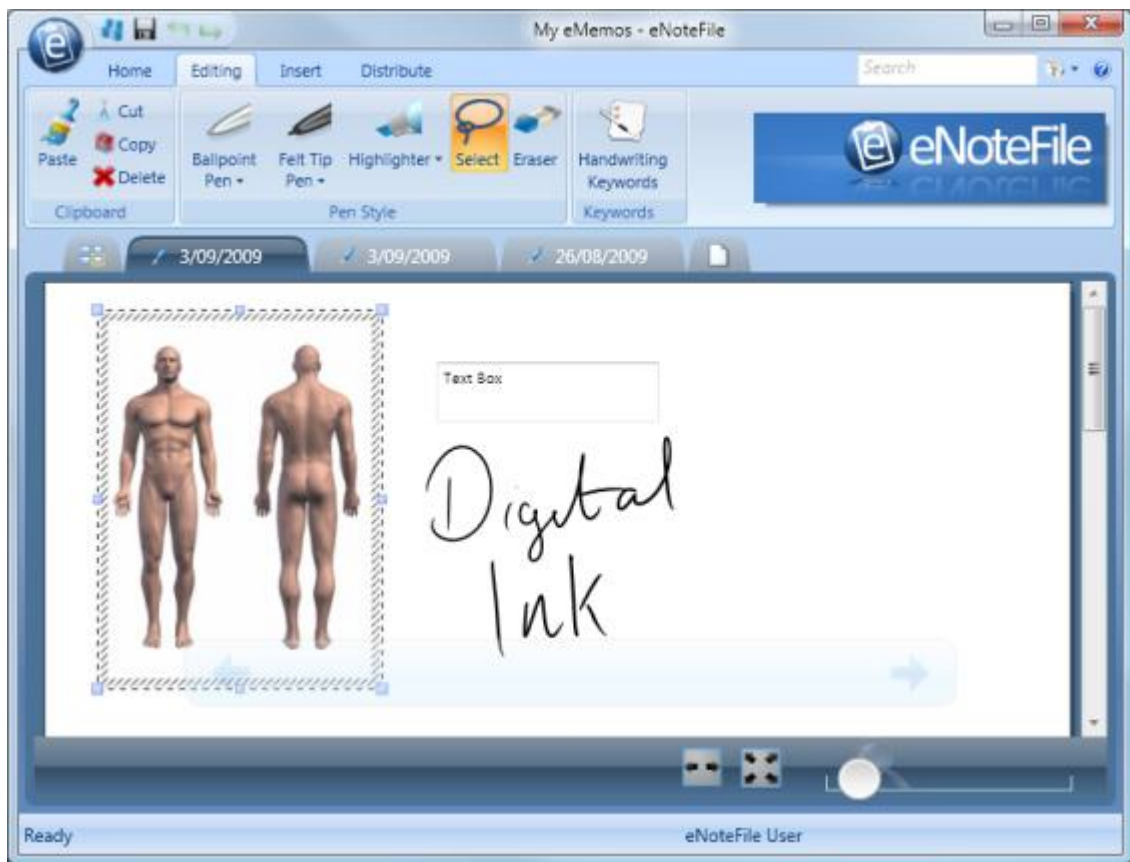 My eMemos - eNoteFile
Home Editing Insert Distribute Search
Paste Cut Copy Delete
Ballpoint Pen Felt Tip Pen Highlighter Select Eraser
Handwriting Keywords
eNoteFile
Clipboard Pen Style Keywords
3/09/2009 3/09/2009 26/08/2009
Text Box
Digital
Ink
Ready eNoteFile User